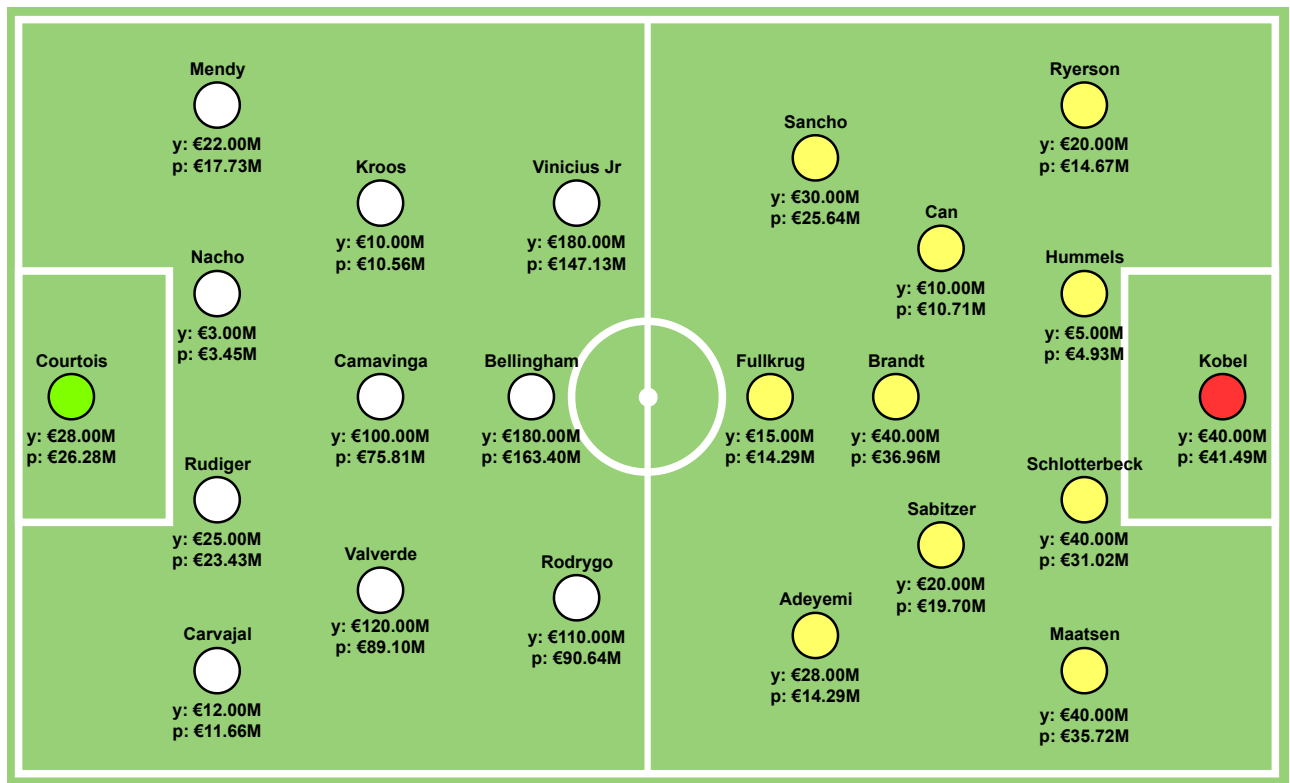 Mendy
y: €22.00M
p: €17.73M
Nacho
y: €3.00M
p: €3.45M
Courtois
y: €28.00M
p: €26.28M
Rudiger
y: €25.00M
p: €23.43M
Carvajal
y: €12.00M
p: €11.66M
Kroos
y: €10.00M
p: €10.56M
Camavinga
y: €100.00M
p: €75.81M
Valverde
y: €120.00M
p: €89.10M
Vinicius Jr
y: €180.00M
p: €147.13M
Bellingham
y: €180.00M
p: €163.40M
Rodrygo
y: €110.00M
p: €90.64M
Sancho
y: €30.00M
p: €25.64M
Fullkrug
y: €15.00M
p: €14.29M
Adeyemi
y: €28.00M
p: €14.29M
Can
y: €10.00M
p: €10.71M
Brandt
y: €40.00M
p: €36.96M
Sabitzer
y: €20.00M
p: €19.70M
Ryerson
y: €20.00M
p: €14.67M
Hummels
y: €5.00M
p: €4.93M
Schlotterbeck
y: €40.00M
p: €31.02M
Maatsen
y: €40.00M
p: €35.72M
Kobel
y: €40.00M
p: €41.49M